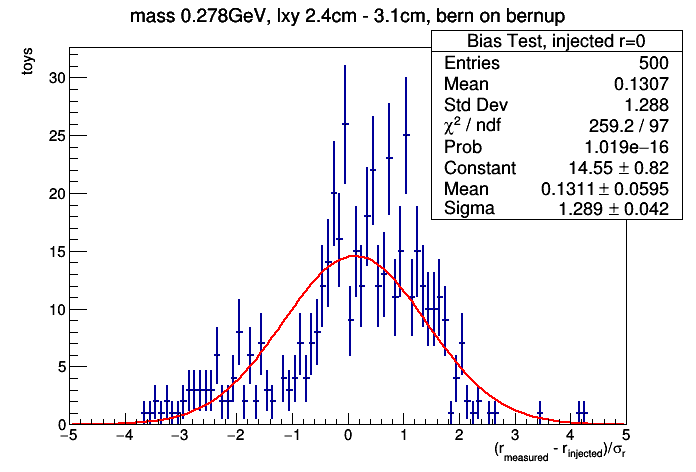 mass 0.278GeV, lxy 2.4cm - 3.1cm, bern on bernup
Bias Test, injected r=0
Entries 500
Mean 0.1307
Std Dev 1.288
χ² / ndf 259.2 / 97
Prob 1.019e−16
Constant 14.55 ± 0.82
Mean 0.1311 ± 0.0595
Sigma 1.289 ± 0.042
toys
30
25
20
15
10
5
0
−5 −4 −3 −2 −1 0 1 2 3 4 5
(r_measured - r_injected)/σ_r